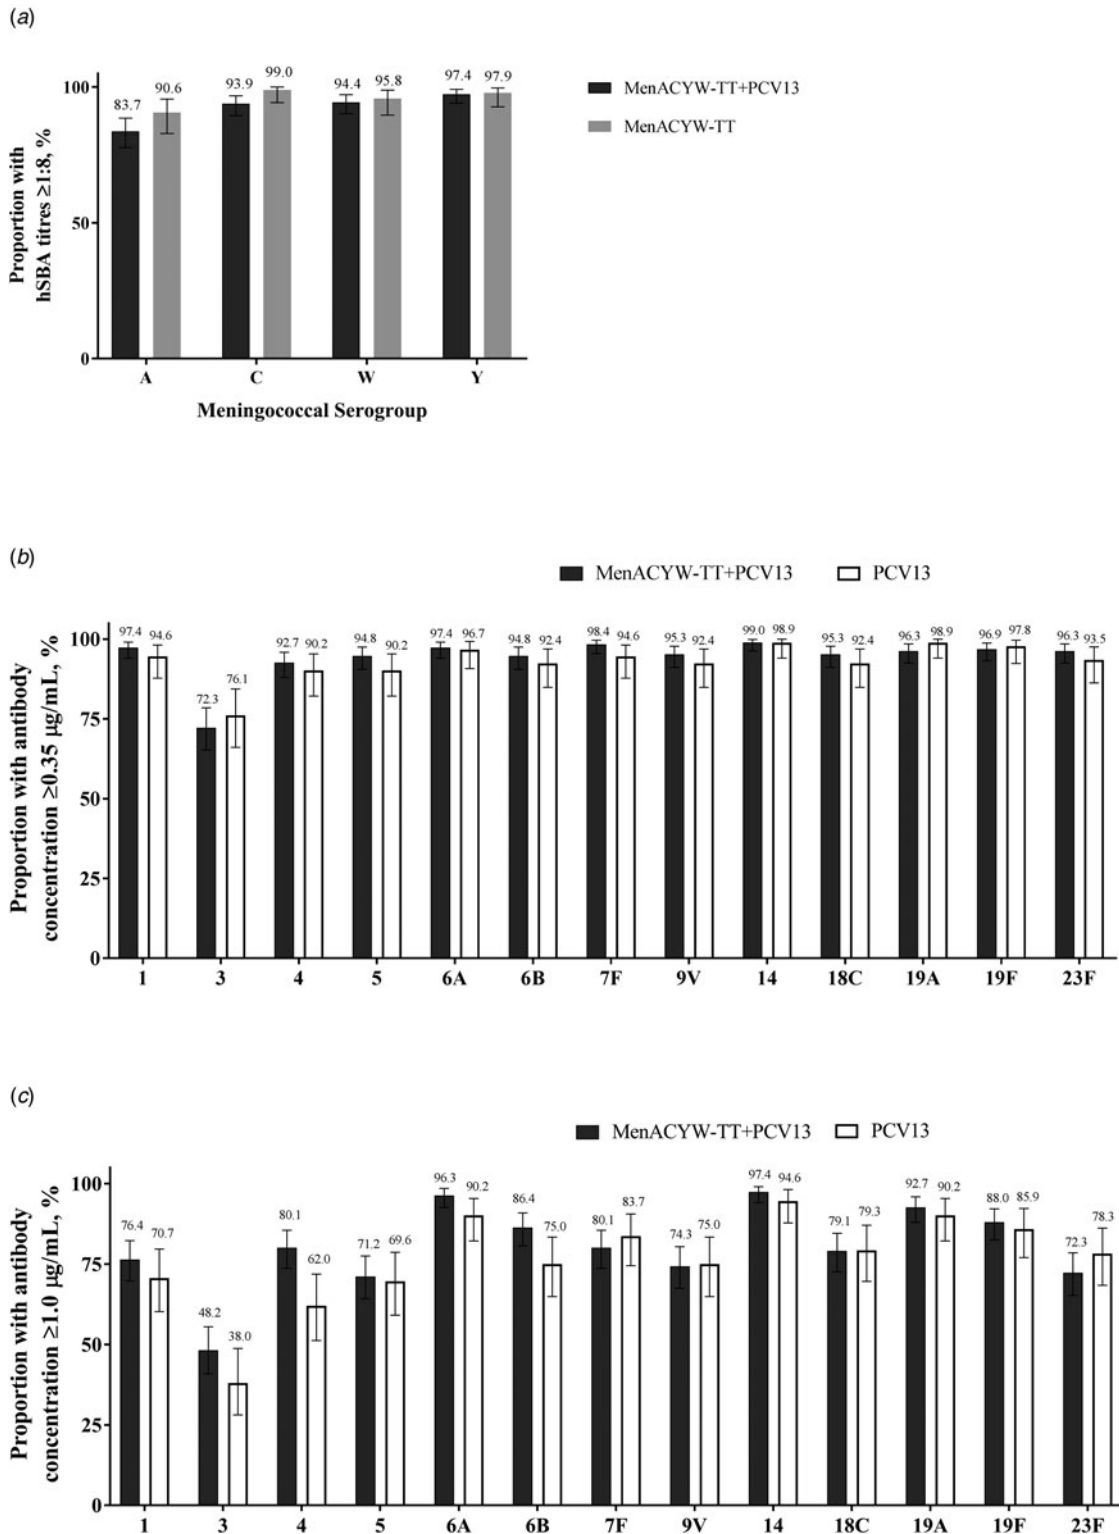 (a)
83.7 90.6 93.9 99.0 94.4 95.8 97.4 97.9
MenACYW-TT+PCV13
MenACYW-TT
Proportion with
hSBA titres ≥1:8, %
100
50
0
A C W Y
Meningococcal Serogroup
(b)
MenACYW-TT+PCV13 PCV13
97.4 94.6 72.3 76.1 92.7 90.2 94.8 90.2 97.4 96.7 94.8 92.4 98.4 94.6 95.3 92.4 99.0 98.9 95.3 92.4 96.3 98.9 96.9 97.8 96.3 93.5
Proportion with antibody
concentration ≥0.35 µg/mL, %
100
75
50
25
0
1 3 4 5 6A 6B 7F 9V 14 18C 19A 19F 23F
(c)
MenACYW-TT+PCV13 PCV13
76.4 70.7 48.2 38.0 80.1 62.0 71.2 69.6 96.3 90.2 86.4 75.0 80.1 83.7 74.3 75.0 97.4 94.6 79.1 79.3 92.7 90.2 88.0 85.9 72.3 78.3
Proportion with antibody
concentration ≥1.0 µg/mL, %
100
75
50
25
0
1 3 4 5 6A 6B 7F 9V 14 18C 19A 19F 23F